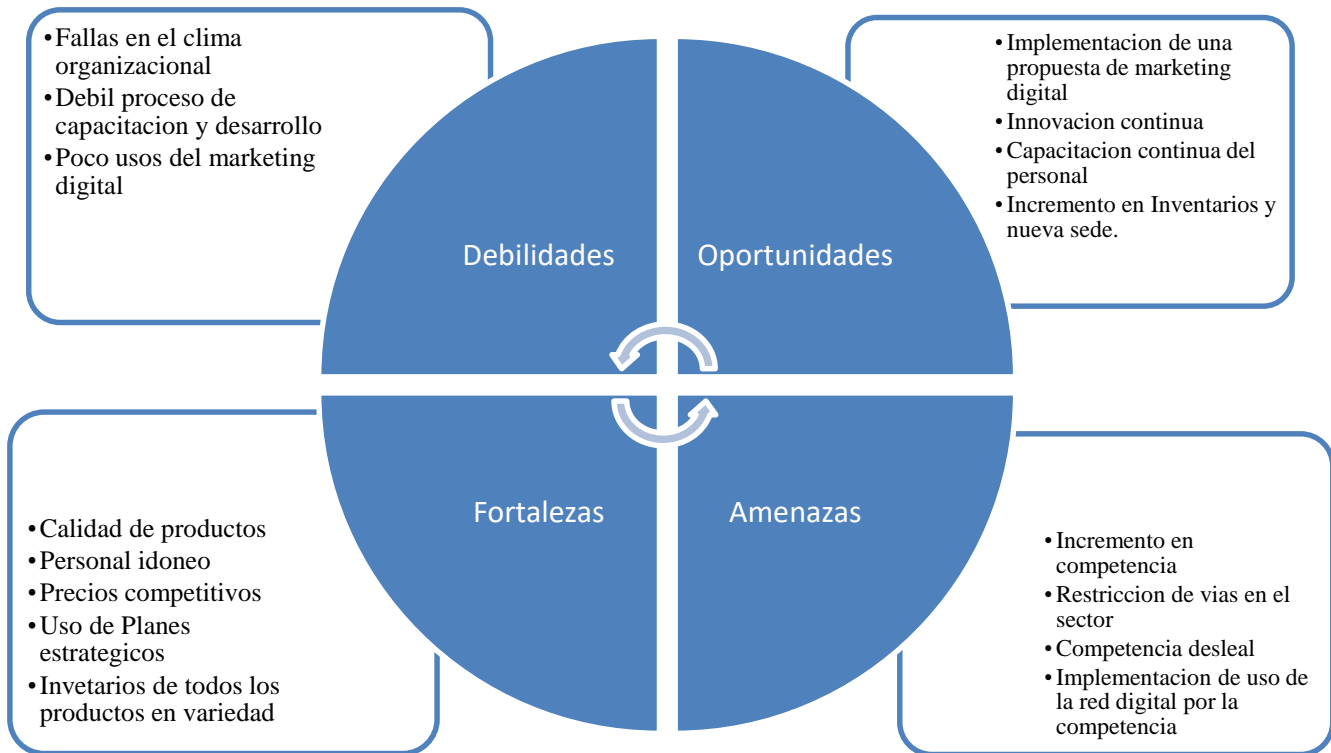 •Fallas en el clima
organizacional
•Debil proceso de
capacitacion y desarrollo
•Poco usos del marketing
digital
Debilidades
•Implementacion de una
propuesta de marketing
digital
•Innovacion continua
•Capacitacion continua del
personal
•Incremento en Inventarios y
nueva sede.
Oportunidades
•Calidad de productos
•Personal idoneo
•Precios competitivos
•Uso de Planes
estrategicos
•Invetarios de todos los
productos en variedad
Fortalezas
Amenazas
•Incremento en
competencia
•Restriccion de vias en el
sector
•Competencia desleal
•Implementacion de uso de
la red digital por la
competencia